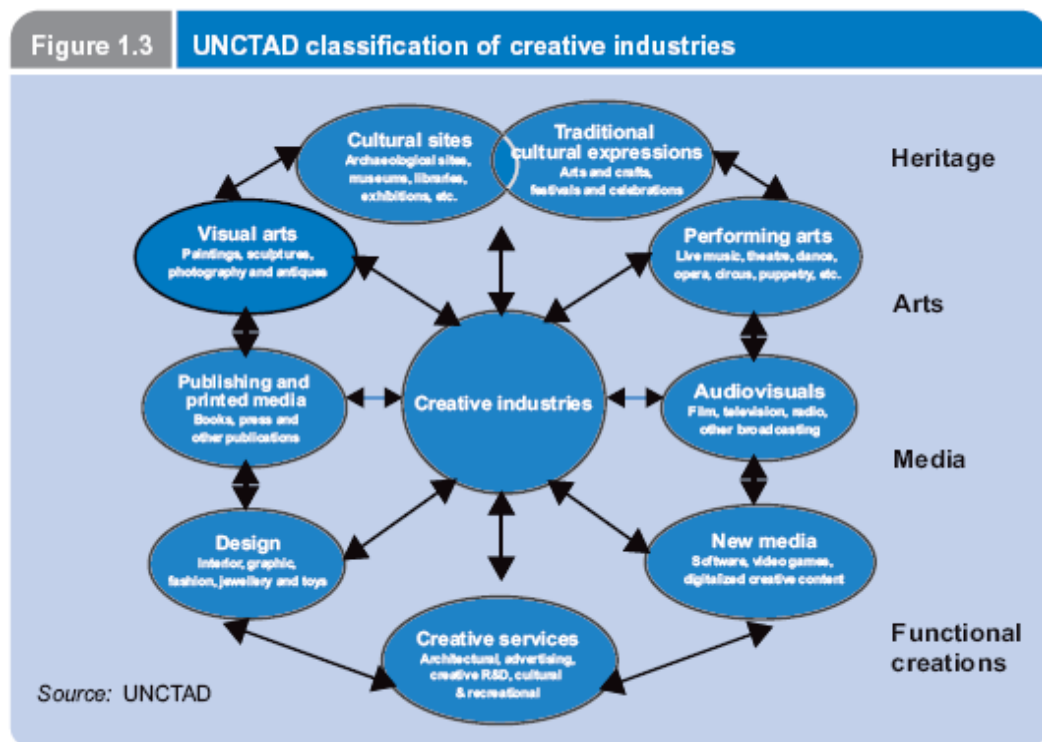 Figure 1.3
UNCTAD classification of creative industries
Cultural sites
Archaeological sites,
museums, libraries,
exhibitions, etc.
Traditional
cultural expressions
Arts and crafts,
festivals and celebrations
Heritage
Visual arts
Paintings, sculptures,
photography and antiques
Performing arts
Live music, theatre, dance,
opera, circus, puppetry, etc.
Arts
Publishing and
printed media
Books, press and
other publications
Creative industries
Audiovisuals
Film, television, radio,
other broadcasting
Media
Design
Interior, graphic,
fashion, jewellery and toys
New media
Software, video games,
digitalized creative content
Creative services
Architectural, advertising,
creative R&D, cultural
& recreational
Functional
creations
Source: UNCTAD